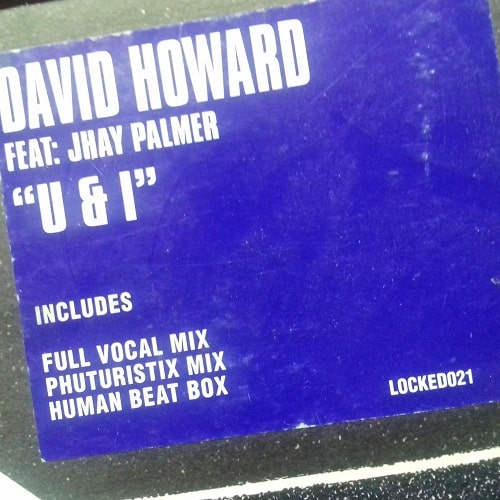 DAVID HOWARD
FEAT: JHAY PALMER
“U & I”
INCLUDES
FULL VOCAL MIX
PHUTURISTIX MIX
HUMAN BEAT BOX
LOCKED021